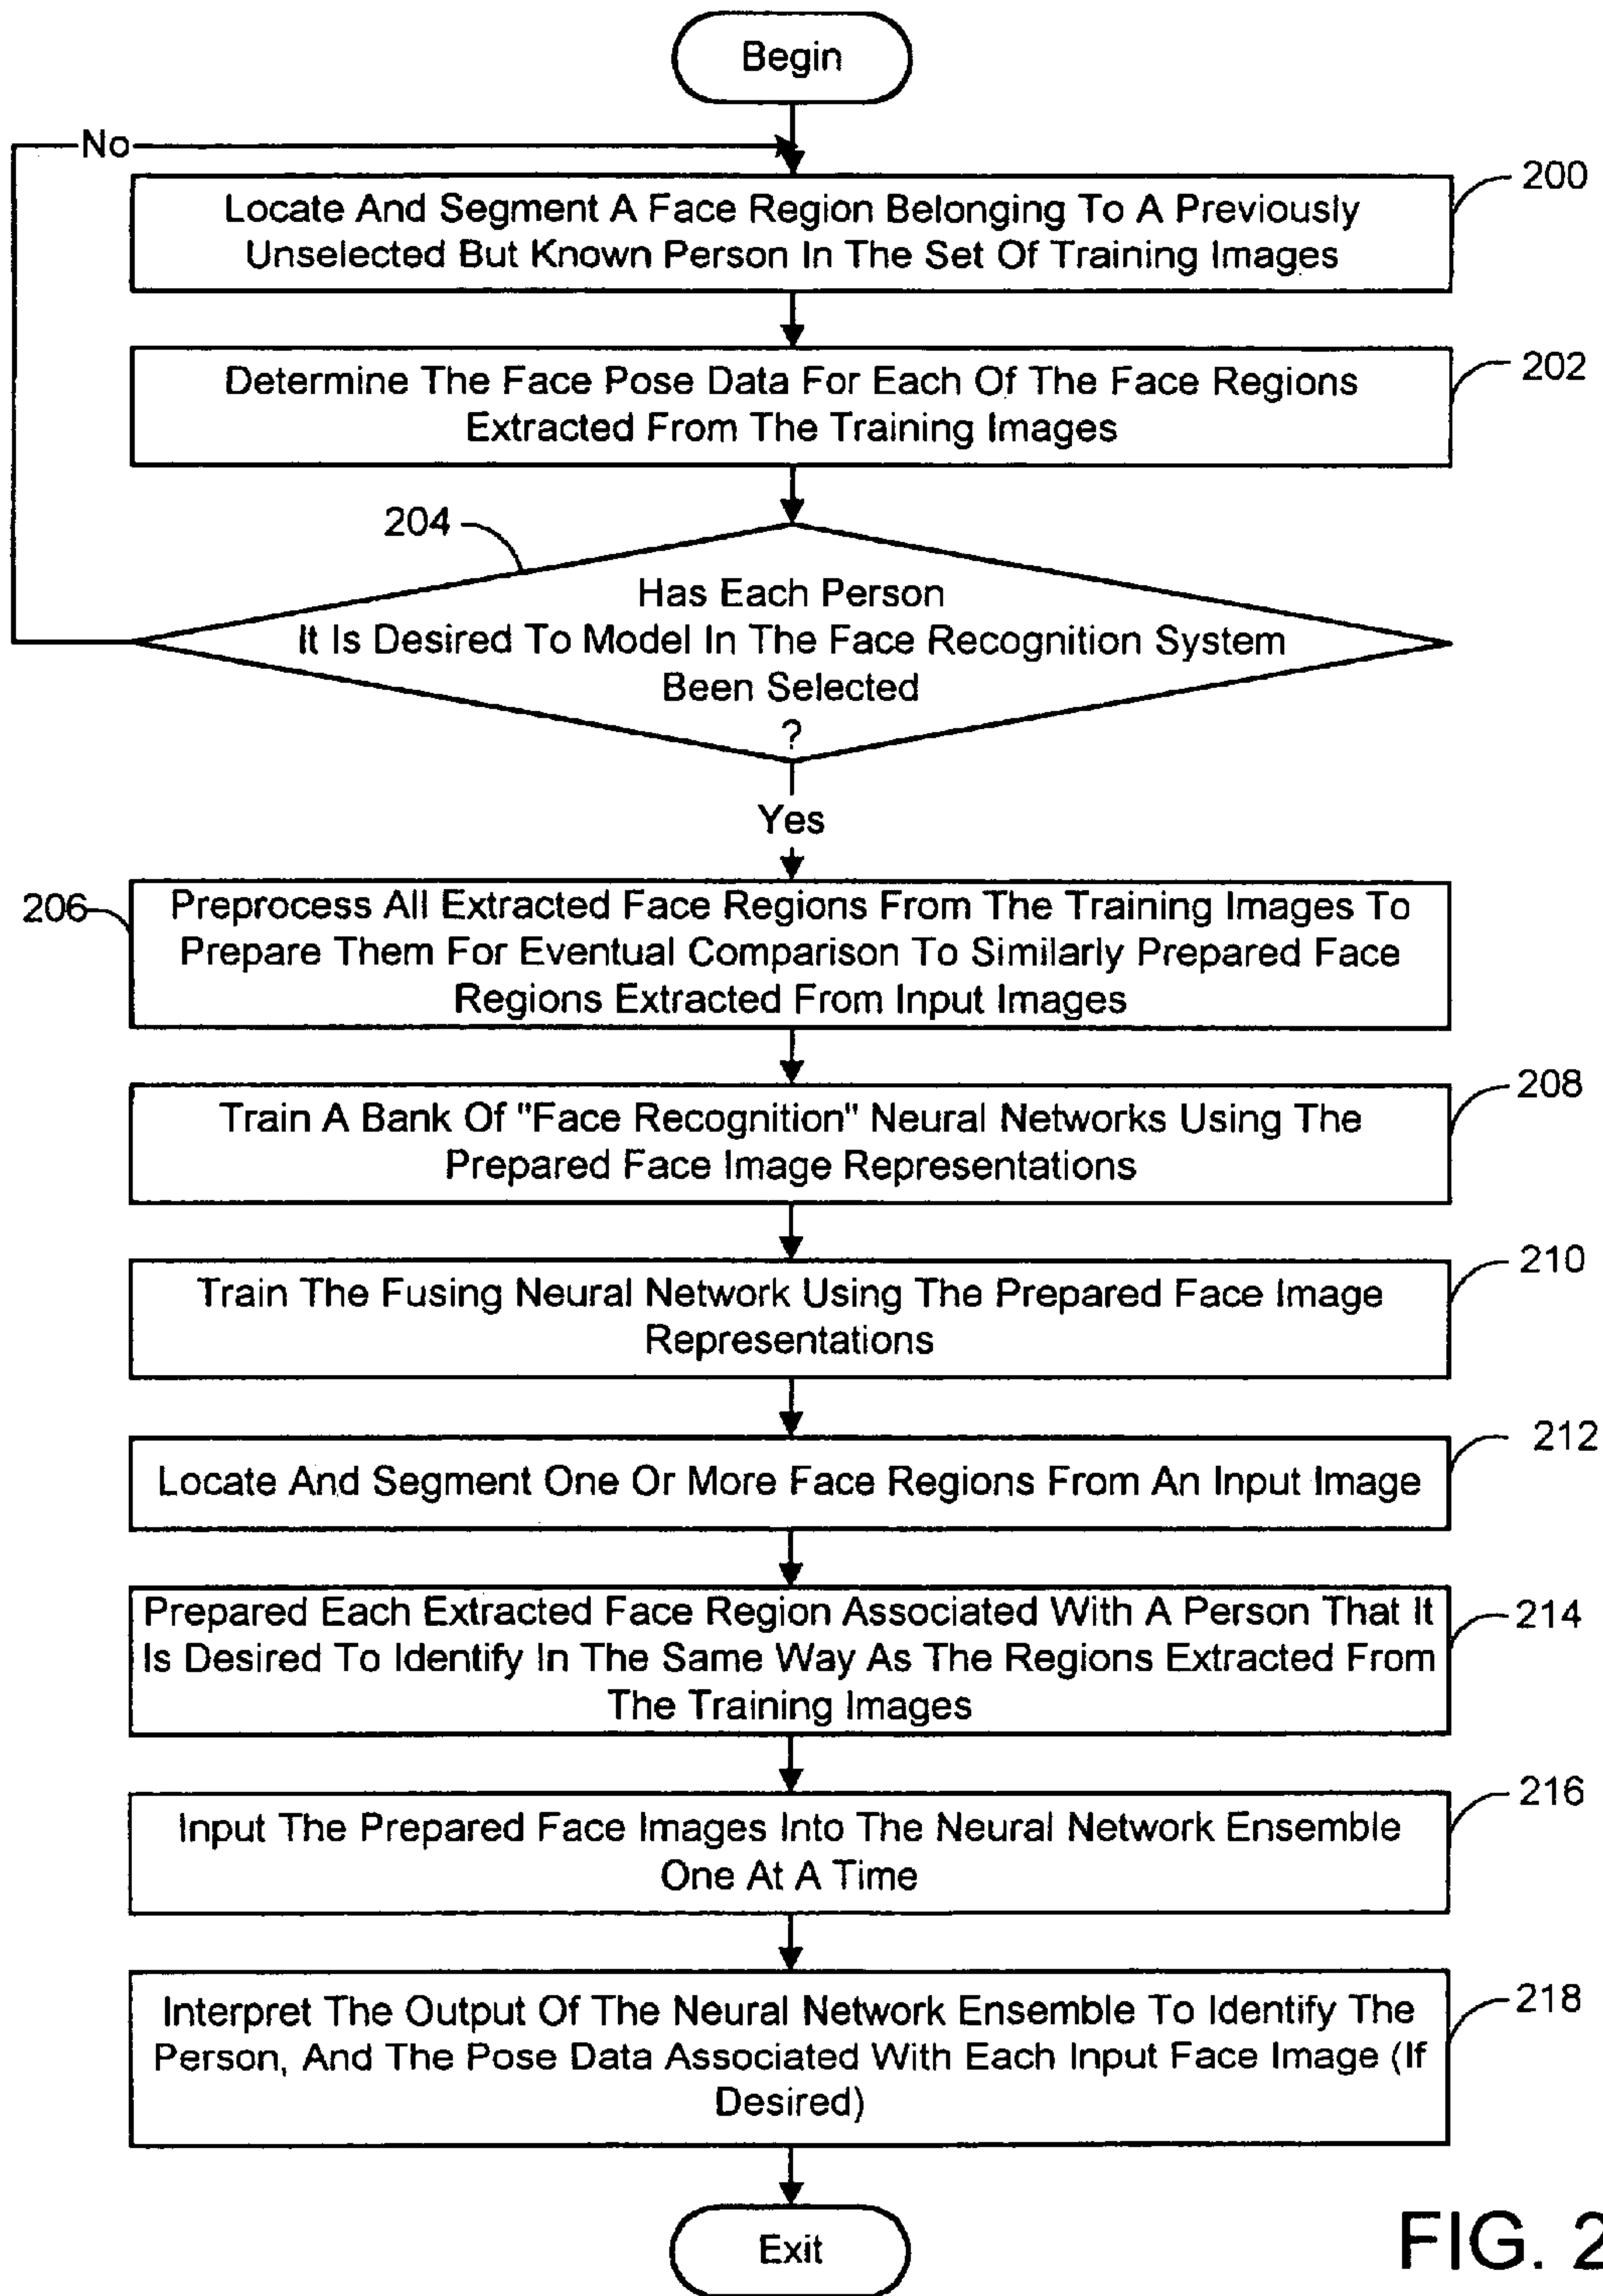 Begin
No
200
Locate And Segment A Face Region Belonging To A Previously
Unselected But Known Person In The Set Of Training Images
202
Determine The Face Pose Data For Each Of The Face Regions
Extracted From The Training Images
204
Has Each Person
It Is Desired To Model In The Face Recognition System
Been Selected
?
Yes
206
Preprocess All Extracted Face Regions From The Training Images To
Prepare Them For Eventual Comparison To Similarly Prepared Face
Regions Extracted From Input Images
208
Train A Bank Of "Face Recognition" Neural Networks Using The
Prepared Face Image Representations
210
Train The Fusing Neural Network Using The Prepared Face Image
Representations
212
Locate And Segment One Or More Face Regions From An Input Image
214
Prepared Each Extracted Face Region Associated With A Person That It
Is Desired To Identify In The Same Way As The Regions Extracted From
The Training Images
216
Input The Prepared Face Images Into The Neural Network Ensemble
One At A Time
218
Interpret The Output Of The Neural Network Ensemble To Identify The
Person, And The Pose Data Associated With Each Input Face Image (If
Desired)
Exit
FIG. 2